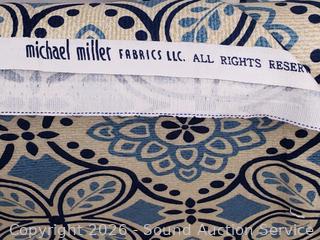 michael miller FABRICS LLC. ALL RIGHTS RESER
Copyright 2026 - Sound Auction Service